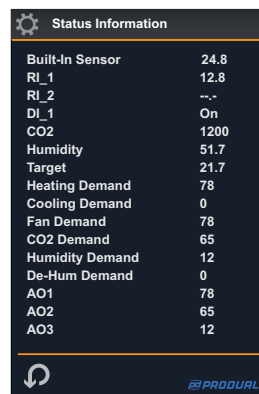 Status Information
Built-In Sensor 24.8
RI_1 12.8
RI_2 --.-
DI_1 On
CO2 1200
Humidity 51.7
Target 21.7
Heating Demand 78
Cooling Demand 0
Fan Demand 78
CO2 Demand 65
Humidity Demand 12
De-Hum Demand 0
AO1 78
AO2 65
AO3 12
PRODUAL